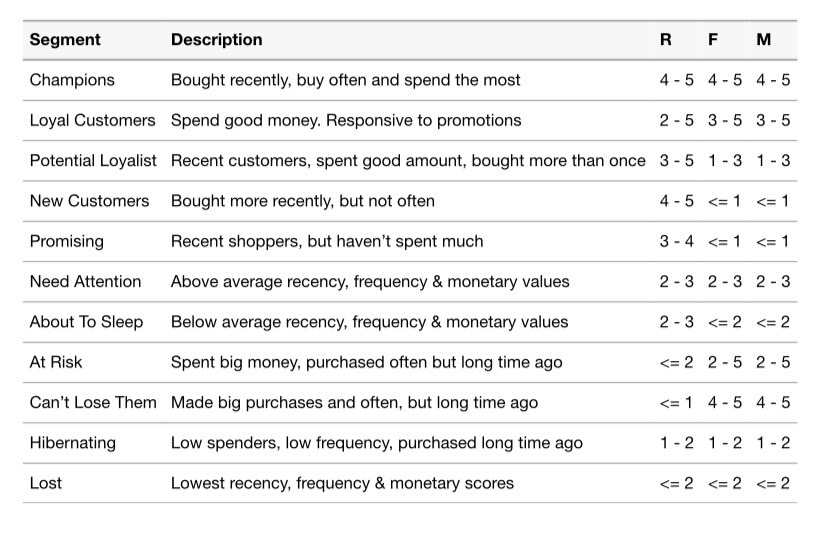 Segment Description R F M
Champions Bought recently, buy often and spend the most 4 - 5 4 - 5 4 - 5
Loyal Customers Spend good money. Responsive to promotions 2 - 5 3 - 5 3 - 5
Potential Loyalist Recent customers, spent good amount, bought more than once 3 - 5 1 - 3 1 - 3
New Customers Bought more recently, but not often 4 - 5 <= 1 <= 1
Promising Recent shoppers, but haven’t spent much 3 - 4 <= 1 <= 1
Need Attention Above average recency, frequency & monetary values 2 - 3 2 - 3 2 - 3
About To Sleep Below average recency, frequency & monetary values 2 - 3 <= 2 <= 2
At Risk Spent big money, purchased often but long time ago <= 2 2 - 5 2 - 5
Can’t Lose Them Made big purchases and often, but long time ago <= 1 4 - 5 4 - 5
Hibernating Low spenders, low frequency, purchased long time ago 1 - 2 1 - 2 1 - 2
Lost Lowest recency, frequency & monetary scores <= 2 <= 2 <= 2